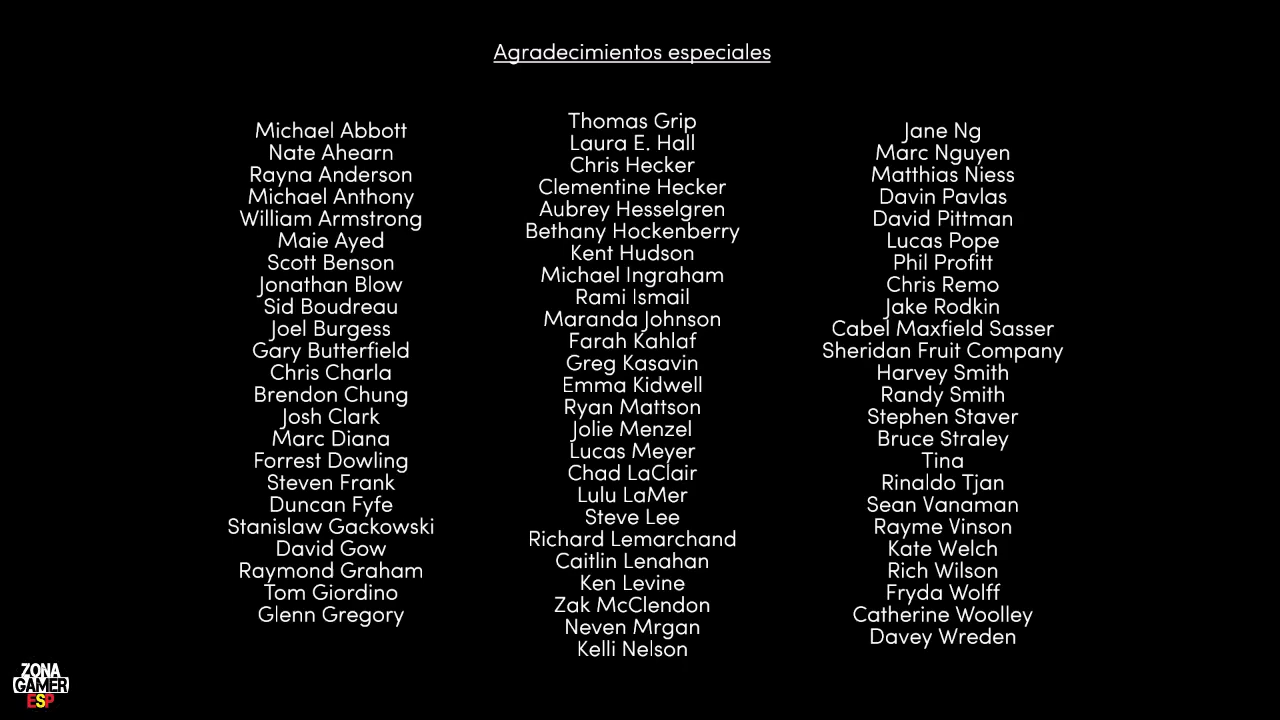 Agradecimientos especiales
Michael Abbott
Nate Ahearn
Rayna Anderson
Michael Anthony
William Armstrong
Maie Ayed
Scott Benson
Jonathan Blow
Sid Boudreau
Joel Burgess
Gary Butterfield
Chris Charla
Brendon Chung
Josh Clark
Marc Diana
Forrest Dowling
Steven Frank
Duncan Fyfe
Stanislaw Gackowski
David Gow
Raymond Graham
Tom Giordino
Glenn Gregory
Thomas Grip
Laura E. Hall
Chris Hecker
Clementine Hecker
Aubrey Hesselgren
Bethany Hockenberry
Kent Hudson
Michael Ingraham
Rami Ismail
Maranda Johnson
Farah Kahlaf
Greg Kasavin
Emma Kidwell
Ryan Mattson
Jolie Menzel
Lucas Meyer
Chad LaClair
Lulu LaMer
Steve Lee
Richard Lemarchand
Caitlin Lenahan
Ken Levine
Zak McClendon
Neven Mrgan
Kelli Nelson
Jane Ng
Marc Nguyen
Matthias Niess
Davin Pavlas
David Pittman
Lucas Pope
Phil Profitt
Chris Remo
Jake Rodkin
Cabel Maxfield Sasser
Sheridan Fruit Company
Harvey Smith
Randy Smith
Stephen Staver
Bruce Straley
Tina
Rinaldo Tjan
Sean Vanaman
Rayme Vinson
Kate Welch
Rich Wilson
Fryda Wolff
Catherine Woolley
Davey Wreden
ZONA
GAMER
ESP